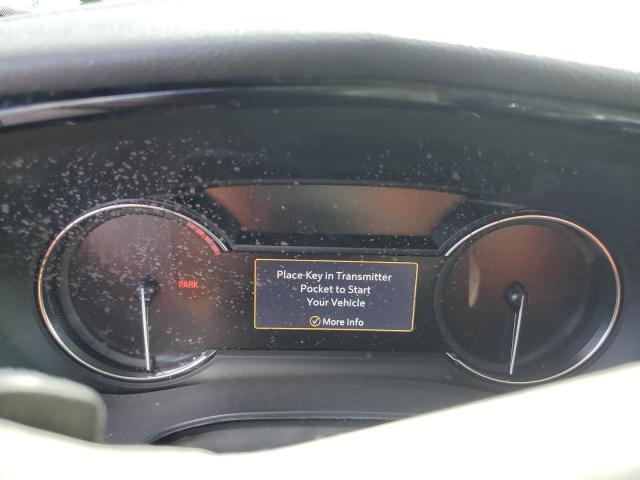 Place Key in Transmitter
Pocket to Start
Your Vehicle
More Info
PARK